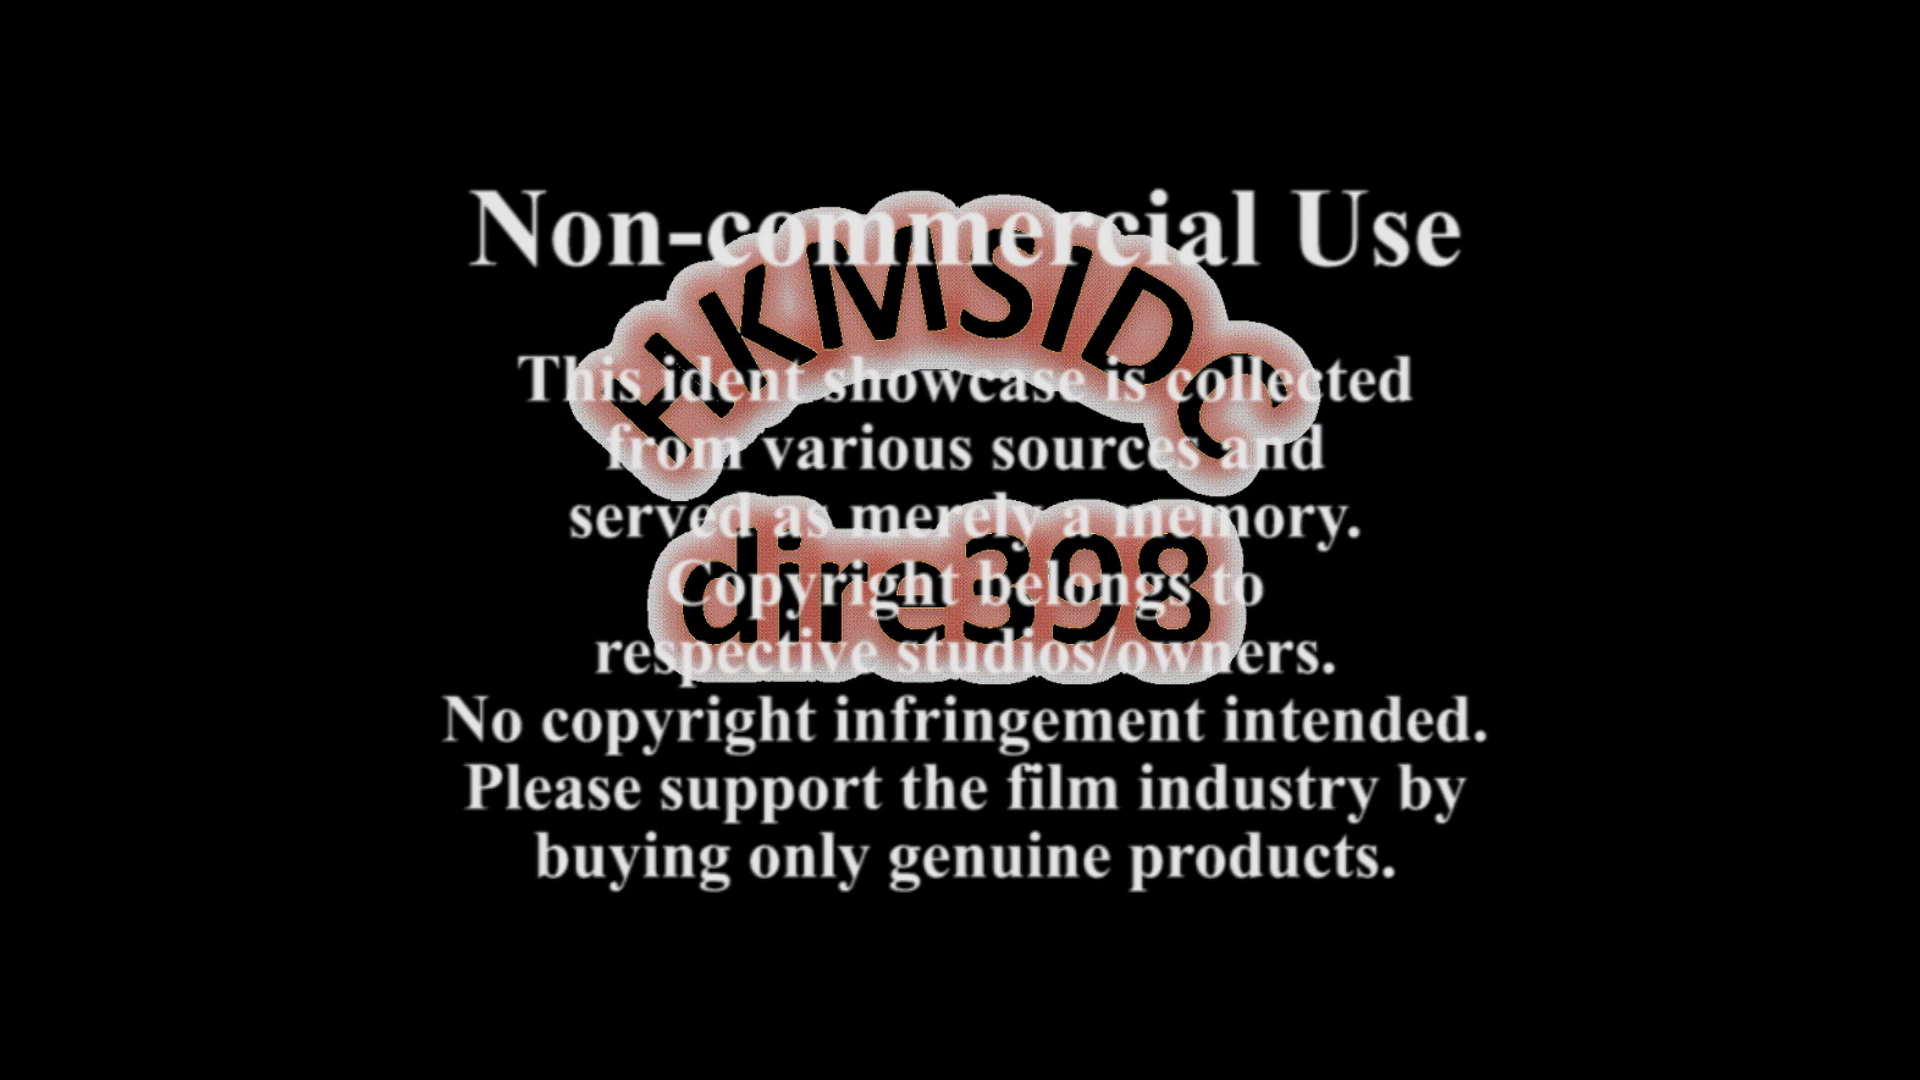 Non-commercial Use
HKMSIDC
This ident showcase is collected
from various sources and
served as merely a memory.
dire398
Copyright belongs to
respective studios/owners.
No copyright infringement intended.
Please support the film industry by
buying only genuine products.